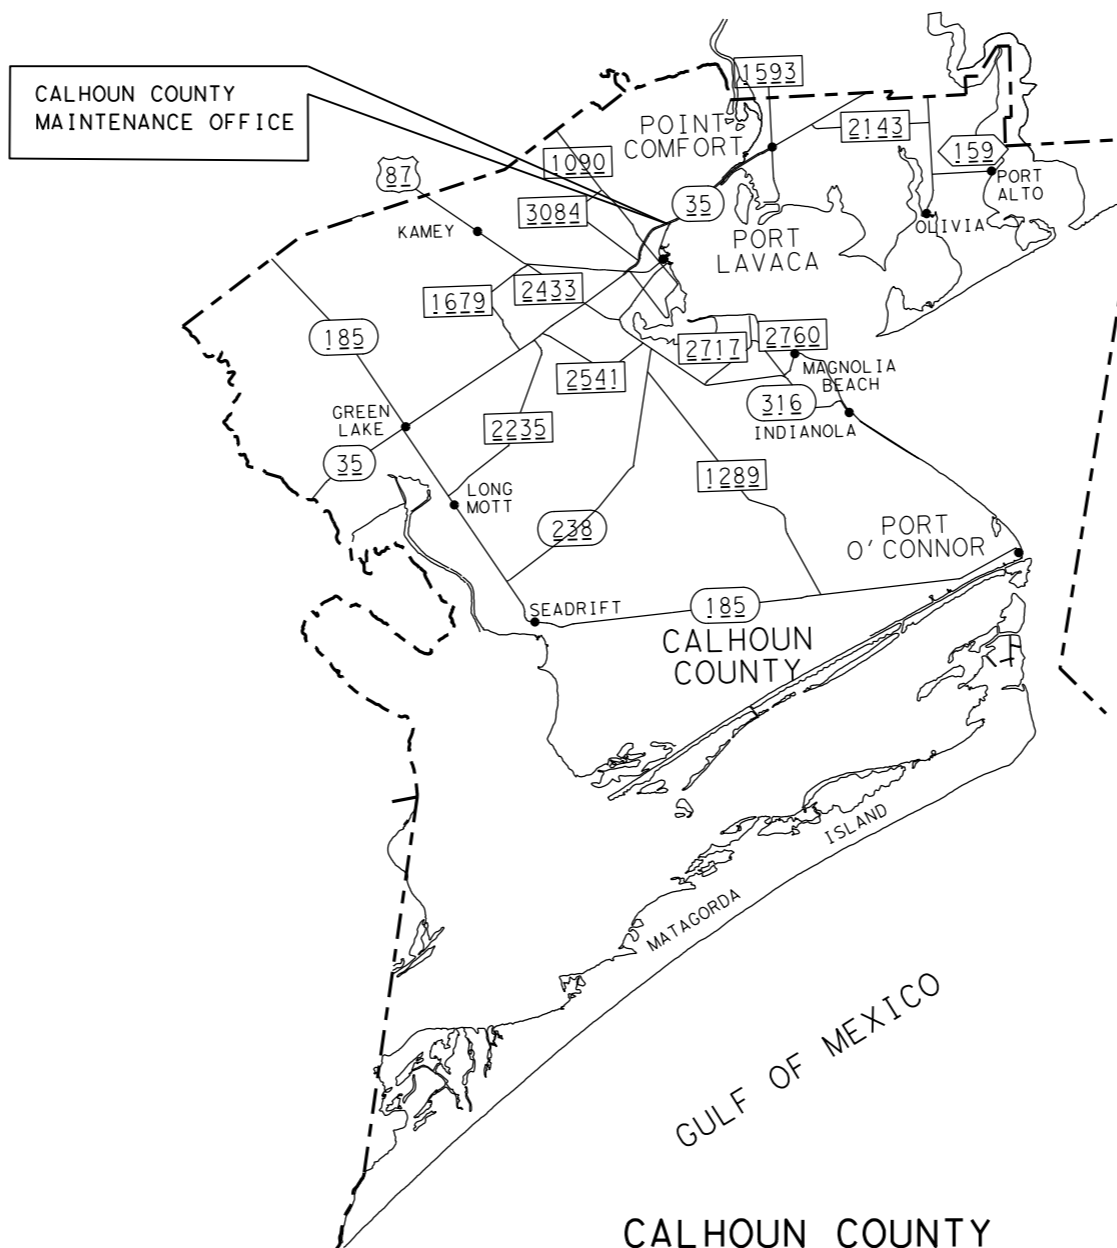 CALHOUN COUNTY
MAINTENANCE OFFICE
1593
POINT
COMFORT
2143
1090
159
87
PORT
ALTO
3084
35
KAMEY
OLIVIA
PORT
LAVACA
1679
2433
185
2717
2760
MAGNOLIA
BEACH
2541
316
GREEN
LAKE
2235
INDIANOLA
35
1289
LONG
MOTT
238
PORT
O'CONNOR
SEADRIFT
185
CALHOUN
COUNTY
MATAGORDA
ISLAND
GULF OF MEXICO
CALHOUN COUNTY